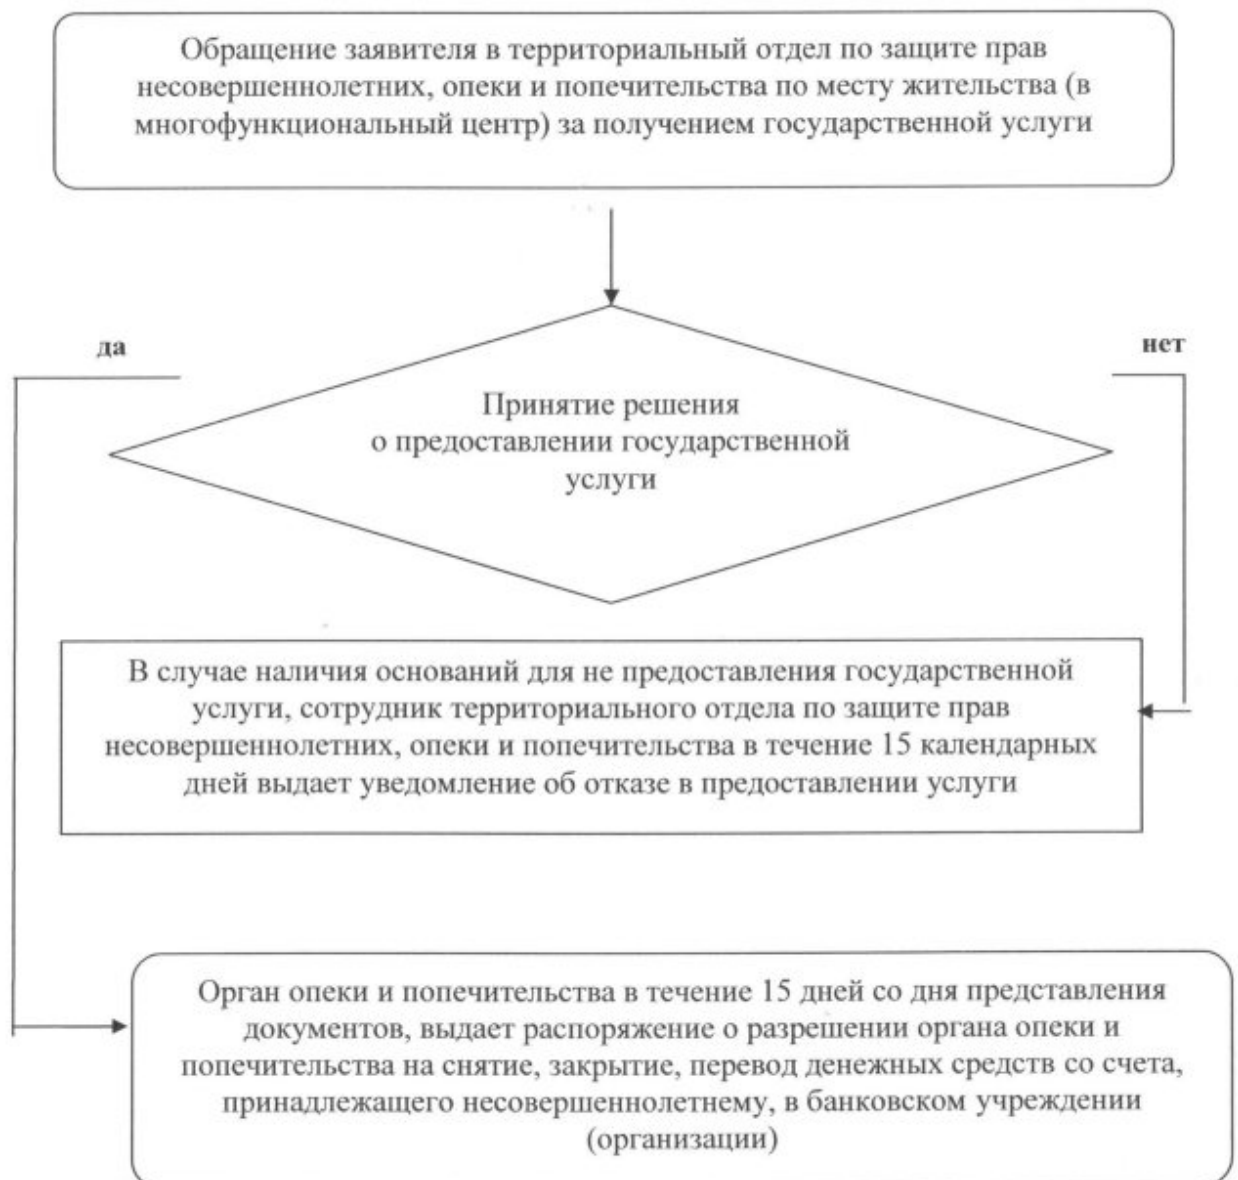 Обращение заявителя в территориальный отдел по защите прав
несовершеннолетних, опеки и попечительства по месту жительства (в
многофункциональный центр) за получением государственной услуги
да
нет
Принятие решения
о предоставлении государственной
услуги
В случае наличия оснований для не предоставления государственной
услуги, сотрудник территориального отдела по защите прав
несовершеннолетних, опеки и попечительства в течение 15 календарных
дней выдает уведомление об отказе в предоставлении услуги
Орган опеки и попечительства в течение 15 дней со дня представления
документов, выдает распоряжение о разрешении органа опеки и
попечительства на снятие, закрытие, перевод денежных средств со счета,
принадлежащего несовершеннолетнему, в банковском учреждении
(организации)